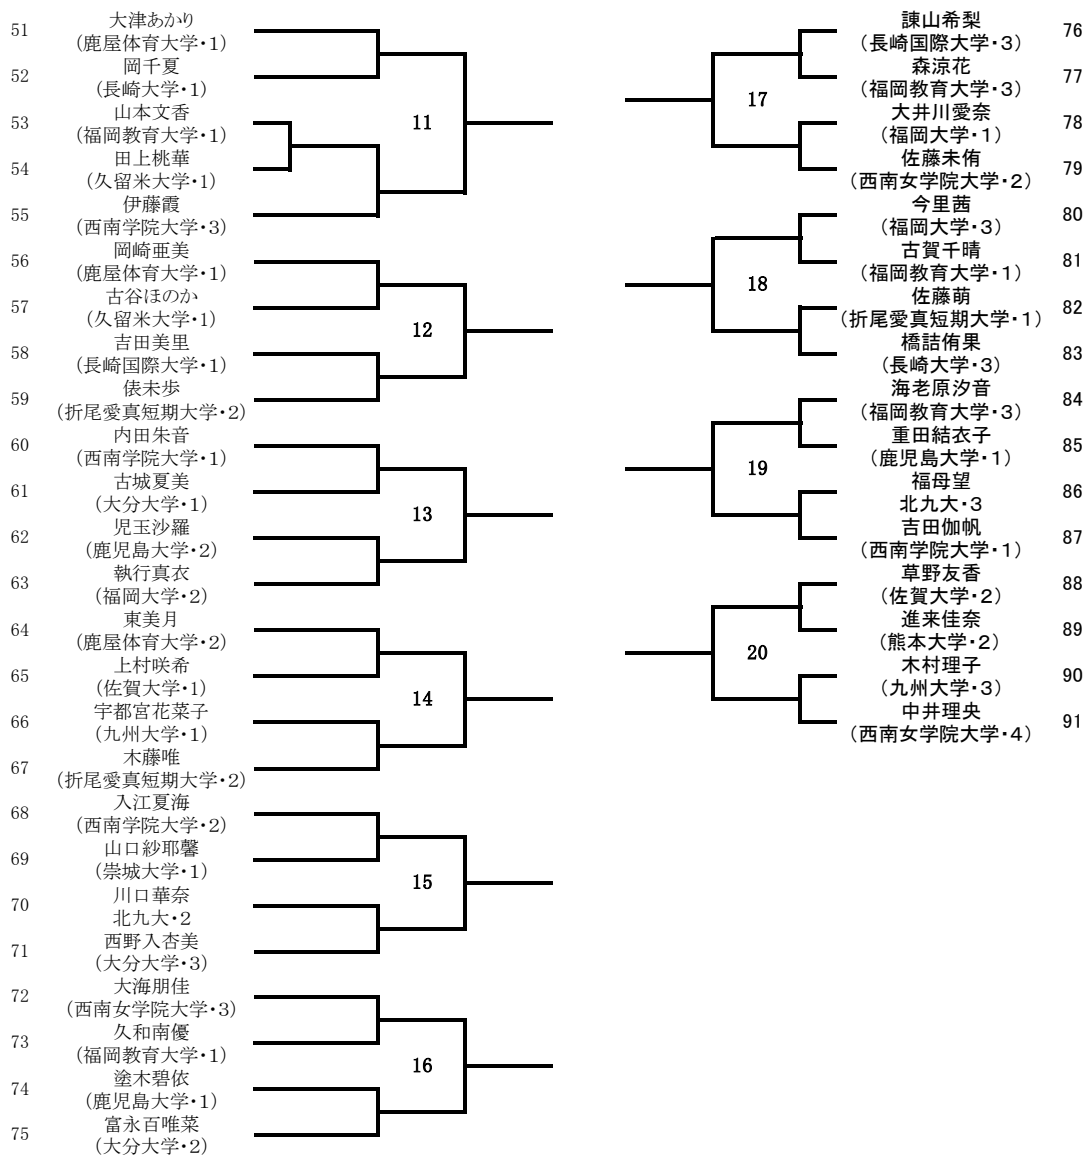 51
大津あかり
(鹿屋体育大学・1)
52
岡千夏
(長崎大学・1)
53
山本文香
(福岡教育大学・1)
54
田上桃華
(久留米大学・1)
55
伊藤霞
(西南学院大学・3)
11
56
岡崎亜美
(鹿屋体育大学・1)
57
古谷ほのか
(久留米大学・1)
58
吉田美里
(長崎国際大学・1)
59
俵未歩
(折尾愛真短期大学・2)
12
60
内田朱音
(西南学院大学・1)
61
古城夏美
(大分大学・1)
62
児玉沙羅
(鹿児島大学・2)
63
執行真衣
(福岡大学・2)
13
64
東美月
(鹿屋体育大学・2)
65
上村咲希
(佐賀大学・1)
66
宇都宮花菜子
(九州大学・1)
67
木藤唯
(折尾愛真短期大学・2)
14
68
入江夏海
(西南学院大学・2)
69
山口紗耶馨
(崇城大学・1)
70
川口華奈
北九大・2
71
西野入杏美
(大分大学・3)
15
72
大海朋佳
(西南女学院大学・3)
73
久和南優
(福岡教育大学・1)
74
塗木碧依
(鹿児島大学・1)
75
富永百唯菜
(大分大学・2)
16
諌山希梨
(長崎国際大学・3)
76
森涼花
(福岡教育大学・3)
77
大井川愛奈
(福岡大学・1)
78
佐藤未侑
(西南女学院大学・2)
79
17
今里茜
(福岡大学・3)
80
古賀千晴
(福岡教育大学・1)
81
佐藤萌
(折尾愛真短期大学・1)
82
橋詰侑果
(長崎大学・3)
83
18
海老原汐音
(福岡教育大学・3)
84
重田結衣子
(鹿児島大学・1)
85
福母望
北九大・3
86
吉田伽帆
(西南学院大学・1)
87
19
草野友香
(佐賀大学・2)
88
進来佳奈
(熊本大学・2)
89
木村理子
(九州大学・3)
90
中井理央
(西南女学院大学・4)
91
20